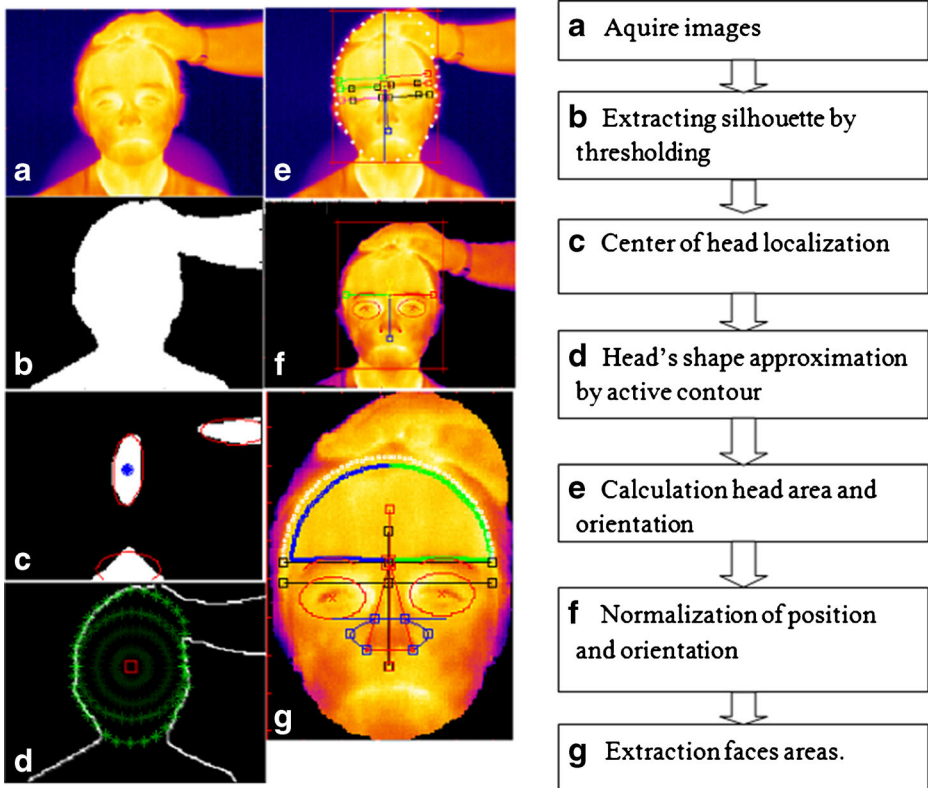 a
b
c
d
e
f
g
a Aquire images
b Extracting silhouette by
thresholding
c Center of head localization
d Head's shape approximation
by active contour
e Calculation head area and
orientation
f Normalization of position
and orientation
g Extraction faces areas.